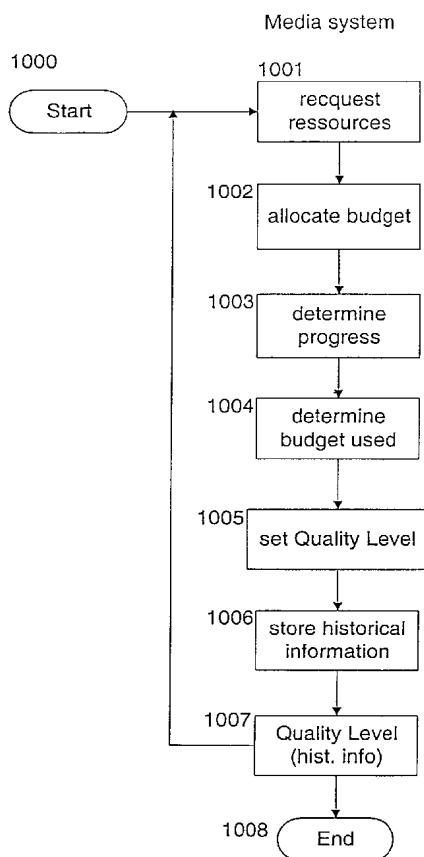 Media system
1000
Start
1001
recquest
ressources
1002
allocate budget
1003
determine
progress
1004
determine
budget used
1005
set Quality Level
1006
store historical
information
1007
Quality Level
(hist. info)
1008
End